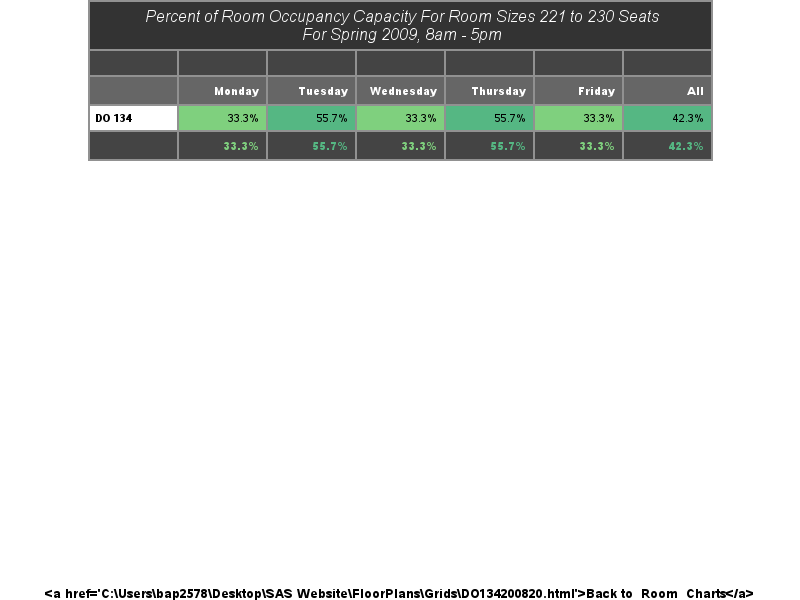 Percent of Room Occupancy Capacity For Room Sizes 221 to 230 Seats
For Spring 2009, 8am - 5pm
Monday Tuesday Wednesday Thursday Friday All
DO 134 33.3% 55.7% 33.3% 55.7% 33.3% 42.3%
33.3% 55.7% 33.3% 55.7% 33.3% 42.3%
<a href='C:\Users\bap2578\Desktop\SAS Website\FloorPlans\Grids\DO134200820.html'>Back to Room Charts</a>